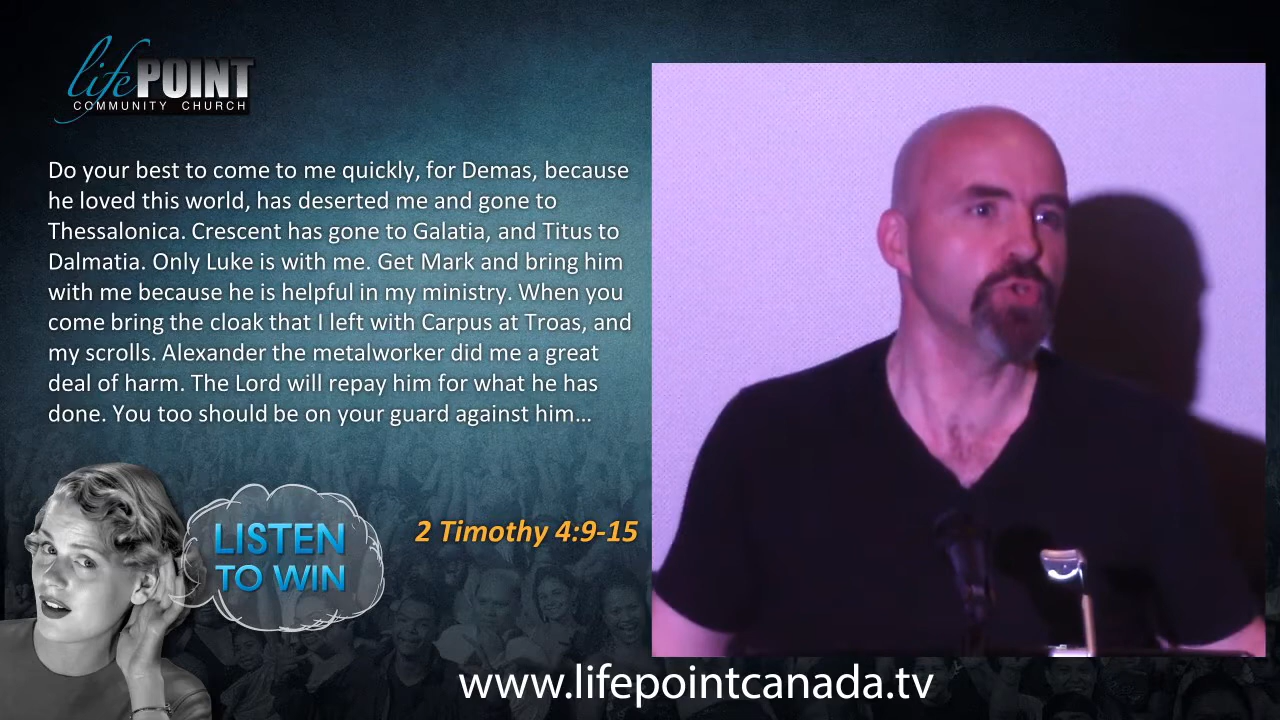 lifePOINT
COMMUNITY CHURCH
Do your best to come to me quickly, for Demas, because
he loved this world, has deserted me and gone to
Thessalonica. Crescent has gone to Galatia, and Titus to
Dalmatia. Only Luke is with me. Get Mark and bring him
with me because he is helpful in my ministry. When you
come bring the cloak that I left with Carpus at Troas, and
my scrolls. Alexander the metalworker did me a great
deal of harm. The Lord will repay him for what he has
done. You too should be on your guard against him...
LISTEN
TO WIN
2 Timothy 4:9-15
www.lifepointcanada.tv